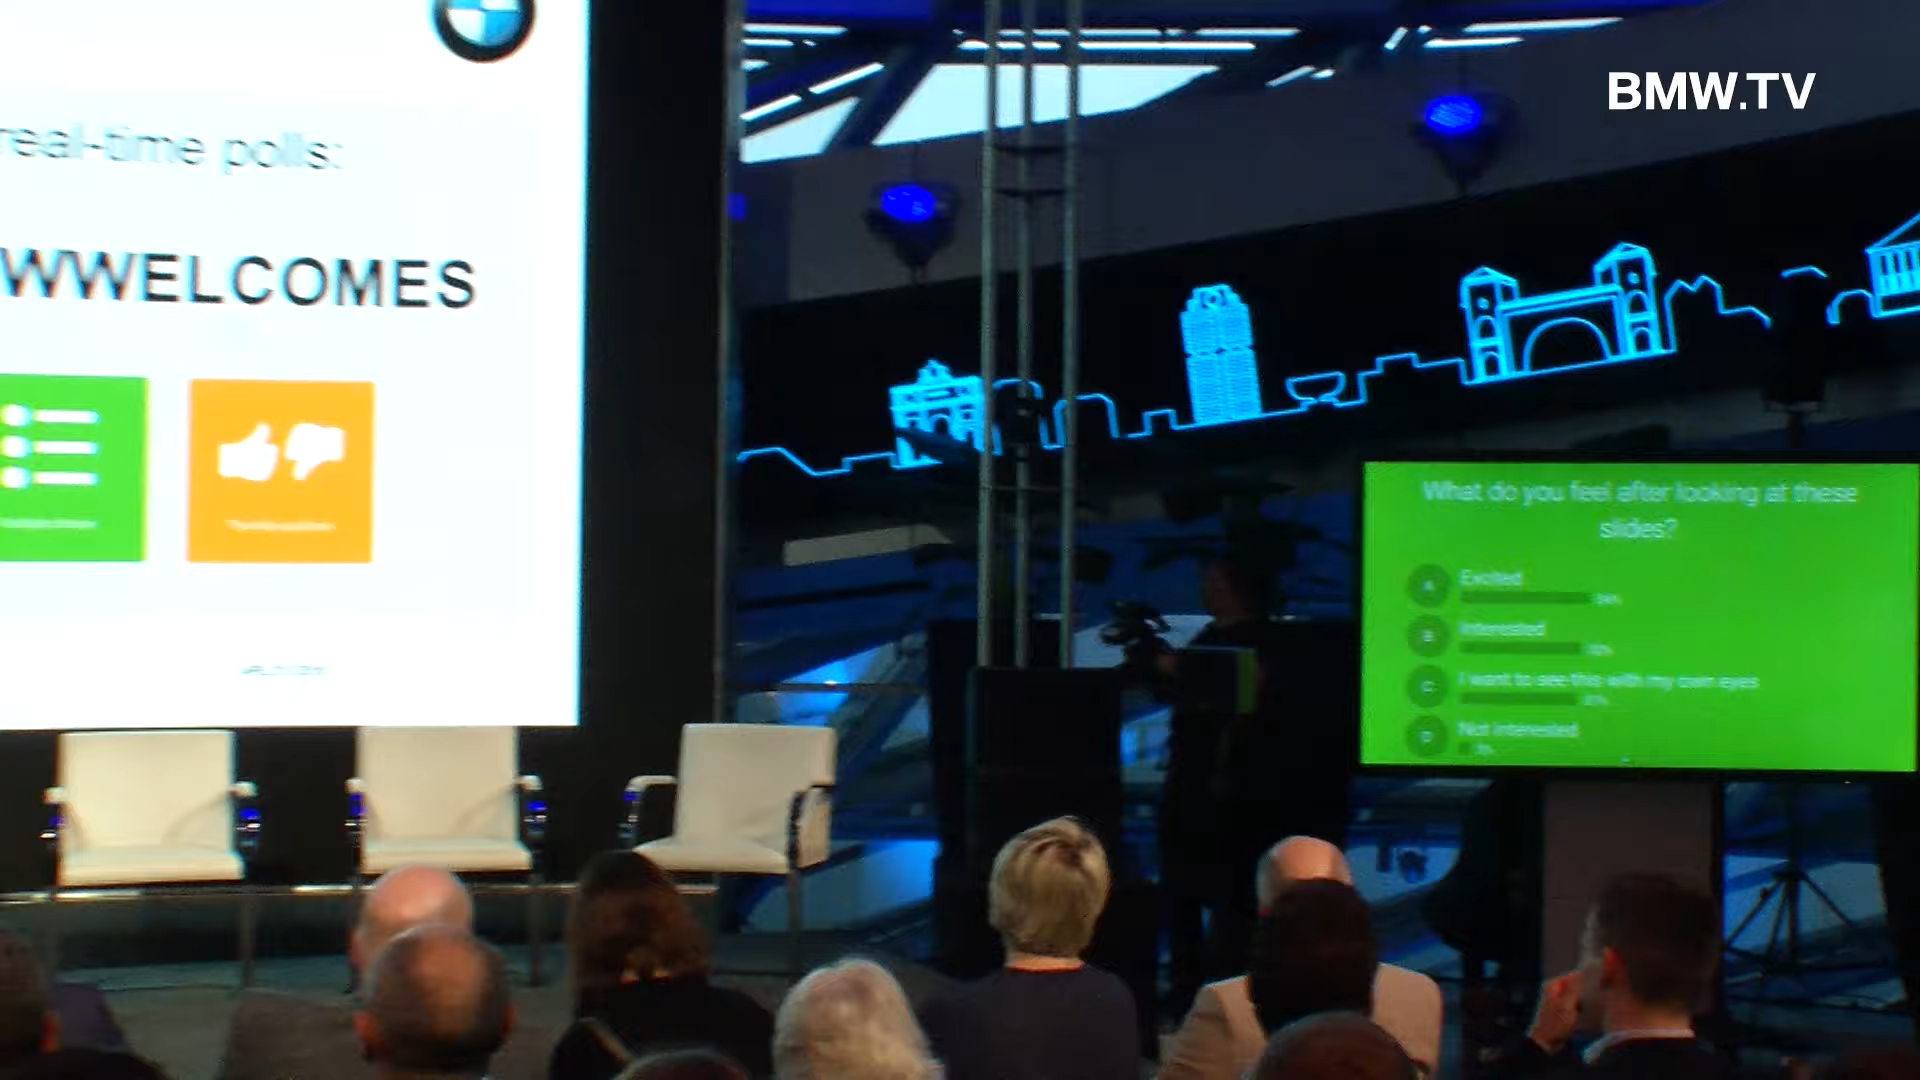 BMW.TV
real-time polls:
WWELCOMES
What do you feel after looking at these
slides?
A Excited
B Interested
C I want to see this with my own eyes
D Not interested